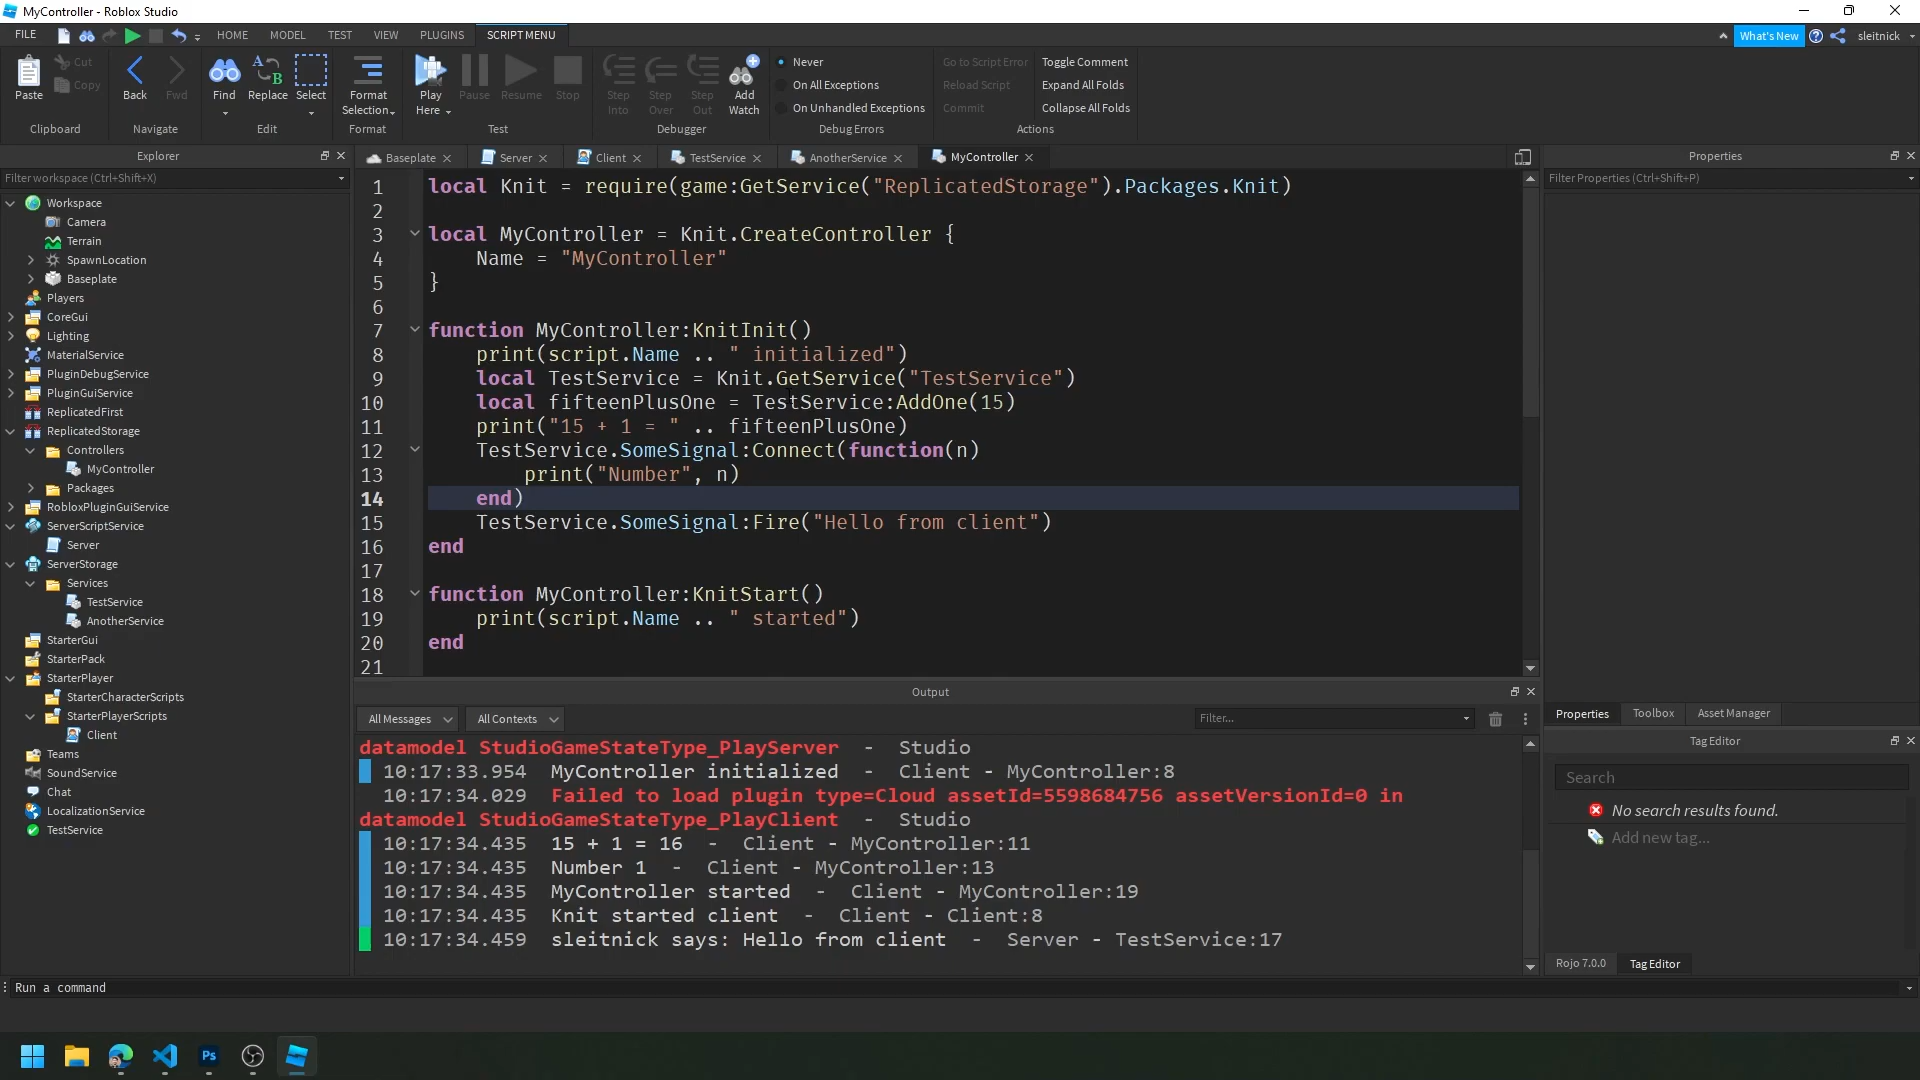 MyController - Roblox Studio
FILE HOME MODEL TEST VIEW PLUGINS SCRIPT MENU What's New sleitnick
Paste Cut Copy Clipboard
Back Fwd Navigate
Find Replace Select Edit
Format Selection Format
Play Here Pause Resume Stop Test
Step Into Step Over Step Out Add Watch Debugger
Never
On All Exceptions
On Unhandled Exceptions
Debug Errors
Go to Script Error Toggle Comment
Reload Script Expand All Folds
Commit Collapse All Folds
Actions
Explorer
Filter workspace (Ctrl+Shift+X)
Workspace
Camera
Terrain
SpawnLocation
Baseplate
Players
CoreGui
Lighting
MaterialService
PluginDebugService
PluginGuiService
ReplicatedFirst
ReplicatedStorage
Controllers
MyController
Packages
RobloxPluginGuiService
ServerScriptService
Server
ServerStorage
Services
TestService
AnotherService
StarterGui
StarterPack
StarterPlayer
StarterCharacterScripts
StarterPlayerScripts
Client
Teams
SoundService
Chat
LocalizationService
TestService
Baseplate Server Client TestService AnotherService MyController
1 local Knit = require(game:GetService("ReplicatedStorage").Packages.Knit)
2
3 local MyController = Knit.CreateController {
4 Name = "MyController"
5 }
6
7 function MyController:KnitInit()
8 print(script.Name .. " initialized")
9 local TestService = Knit.GetService("TestService")
10 local fifteenPlusOne = TestService:AddOne(15)
11 print("15 + 1 = " .. fifteenPlusOne)
12 TestService.SomeSignal:Connect(function(n)
13 print("Number", n)
14 end)
15 TestService.SomeSignal:Fire("Hello from client")
16 end
17
18 function MyController:KnitStart()
19 print(script.Name .. " started")
20 end
21
Output
All Messages All Contexts Filter...
datamodel StudioGameStateType_PlayServer - Studio
10:17:33.954 MyController initialized - Client - MyController:8
10:17:34.029 Failed to load plugin type=Cloud assetId=5598684756 assetVersionId=0 in
datamodel StudioGameStateType_PlayClient - Studio
10:17:34.435 15 + 1 = 16 - Client - MyController:11
10:17:34.435 Number 1 - Client - MyController:13
10:17:34.435 MyController started - Client - MyController:19
10:17:34.435 Knit started client - Client - Client:8
10:17:34.459 sleitnick says: Hello from client - Server - TestService:17
Properties
Filter Properties (Ctrl+Shift+P)
Properties Toolbox Asset Manager
Tag Editor
Search
No search results found.
Add new tag...
Rojo 7.0.0 Tag Editor
Run a command
Ps